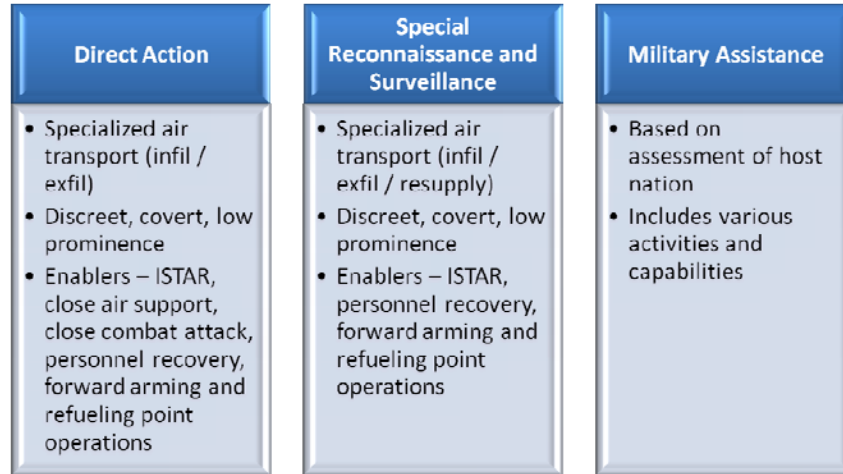 Direct Action
• Specialized air
transport (infil /
exfil)
• Discreet, covert, low
prominence
• Enablers – ISTAR,
close air support,
close combat attack,
personnel recovery,
forward arming and
refueling point
operations
Special
Reconnaissance and
Surveillance
• Specialized air
transport (infil /
exfil / resupply)
• Discreet, covert, low
prominence
• Enablers – ISTAR,
personnel recovery,
forward arming and
refueling point
operations
Military Assistance
• Based on
assessment of host
nation
• Includes various
activities and
capabilities